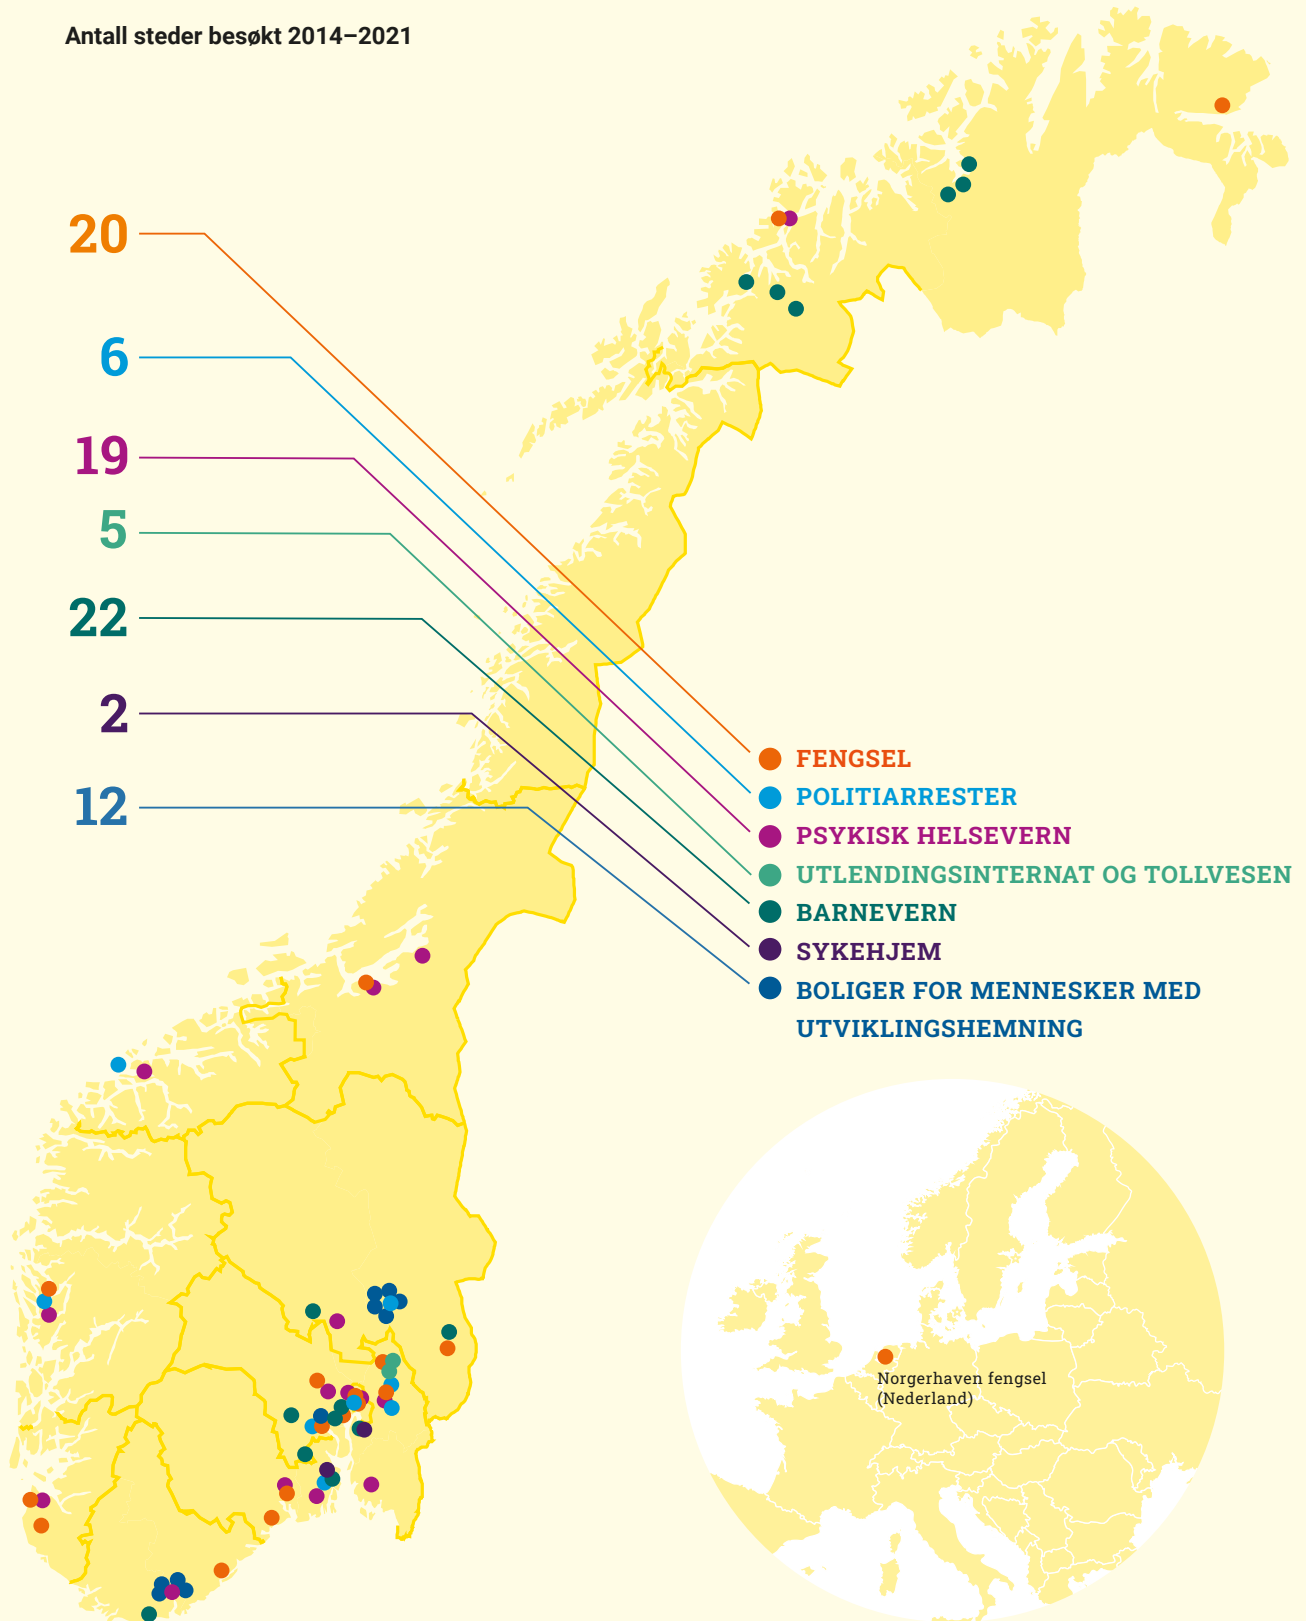 Antall steder besøkt 2014–2021
20
6
19
5
22
2
12
FENGSEL
POLITIARRESTER
PSYKISK HELSEVERN
UTLENDINGSINTERNAT OG TOLLVESEN
BARNEVERN
SYKEHJEM
BOLIGER FOR MENNESKER MED
UTVIKLINGSHEMNING
Norgerhaven fengsel
(Nederland)